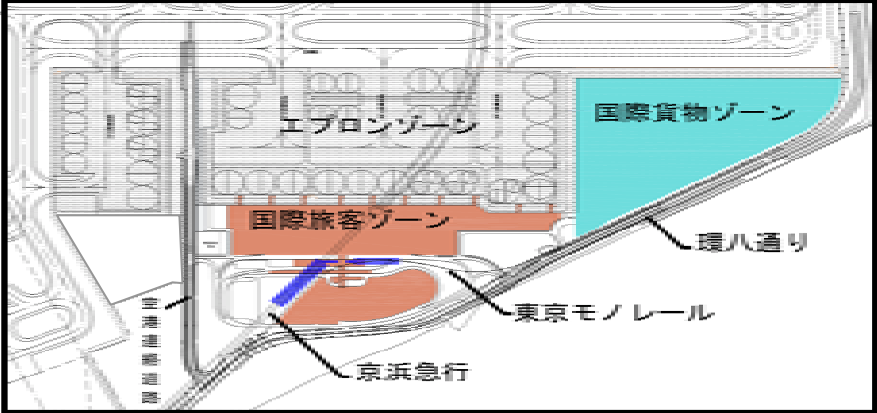 国際貨物ゾーン
エプロンゾーン
国際旅客ゾーン
環八通り
東京モノレール
京浜急行
空港連絡道路